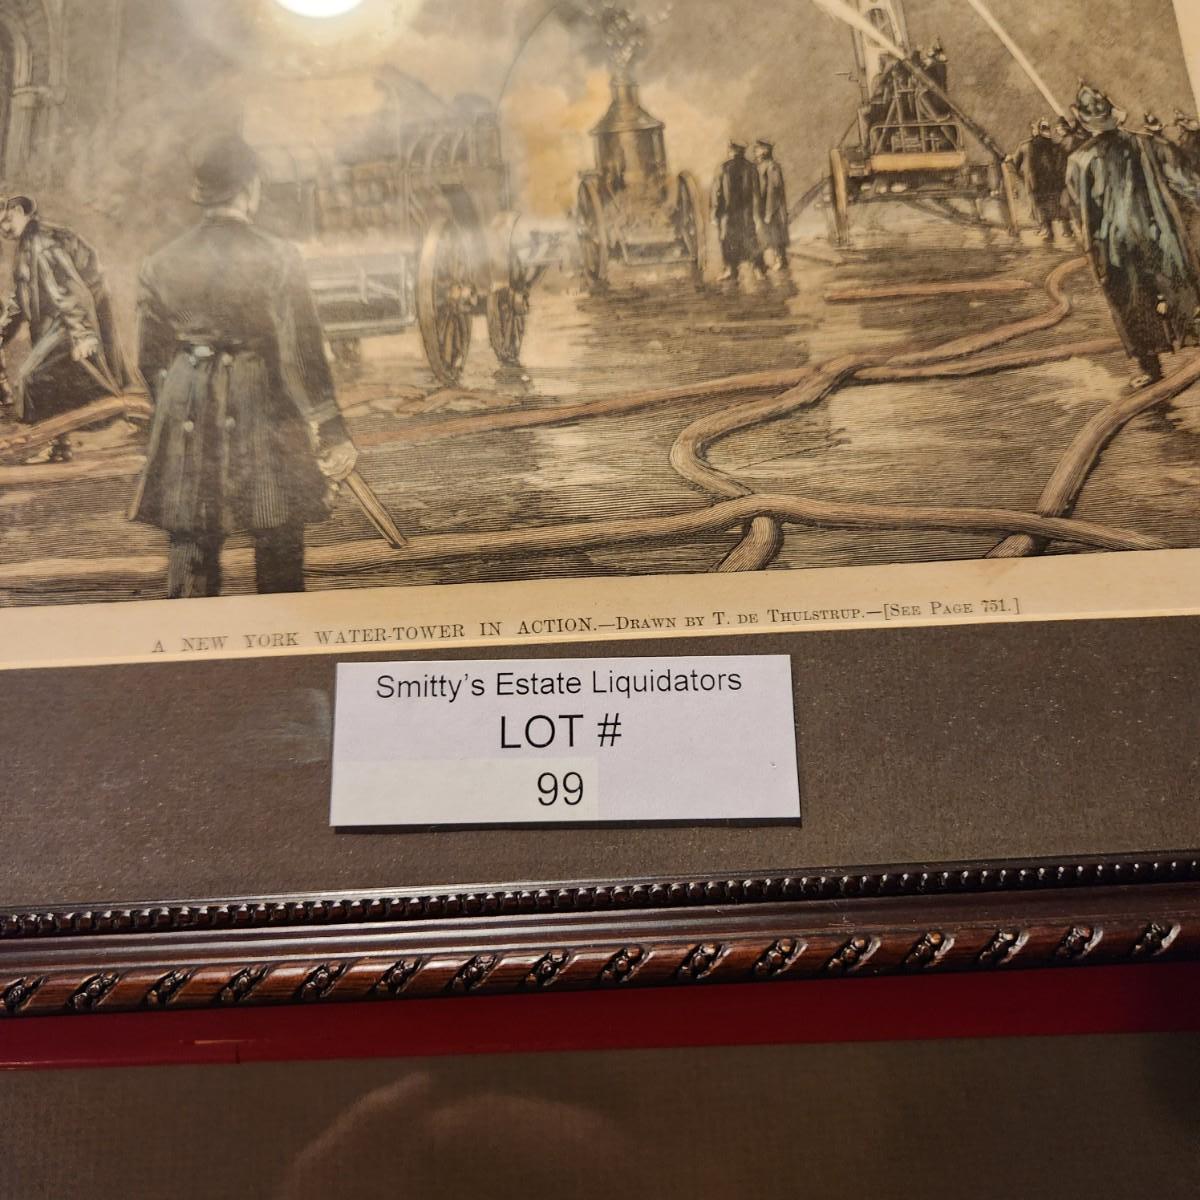 A NEW YORK WATER-TOWER IN ACTION.—DRAWN BY T. DE THULSTRUP.—[SEE PAGE 751.]
Smitty's Estate Liquidators
LOT #
99